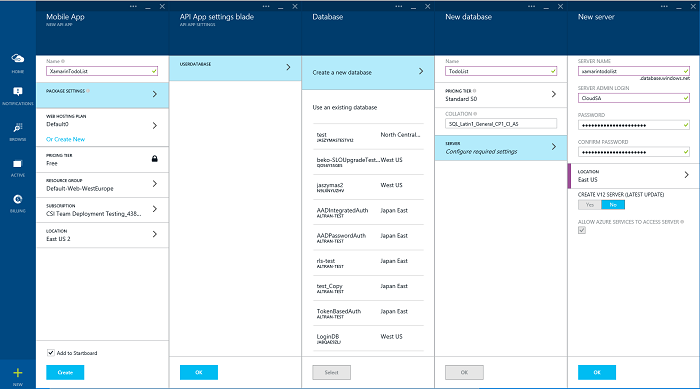 HOME
NOTIFICATIONS
BROWSE
ACTIVE
BILLING
NEW
Mobile App
NEW API APP
Name
XamarinTodoList
PACKAGE SETTINGS
WEB HOSTING PLAN
Default0
Or Create New
PRICING TIER
Free
RESOURCE GROUP
Default-Web-WestEurope
SUBSCRIPTION
CSI Team Deployment Testing_438...
LOCATION
East US 2
Add to Startboard
Create
API App settings blade
API APP SETTINGS
USERDATABASE
OK
Database
Create a new database
Use an existing database
test North Central...
beko-SLOUpgradeTest... West US
jaszymas2 West US
AADIntegratedAuth Japan East
ALTRAN-TEST
AADPasswordAuth Japan East
ALTRAN-TEST
rls-test Japan East
ALTRAN-TEST
test_Copy Japan East
ALTRAN-TEST
TokenBasedAuth Japan East
ALTRAN-TEST
LoginDB West US
Select
New database
Name
TodoList
PRICING TIER
Standard S0
COLLATION
SQL_Latin1_General_CP1_CI_AS
SERVER
Configure required settings
OK
New server
SERVER NAME
xamarintodolist
.database.windows.net
SERVER ADMIN LOGIN
CloudSA
PASSWORD
CONFIRM PASSWORD
LOCATION
East US
CREATE V12 SERVER (LATEST UPDATE)
Yes No
ALLOW AZURE SERVICES TO ACCESS SERVER
OK